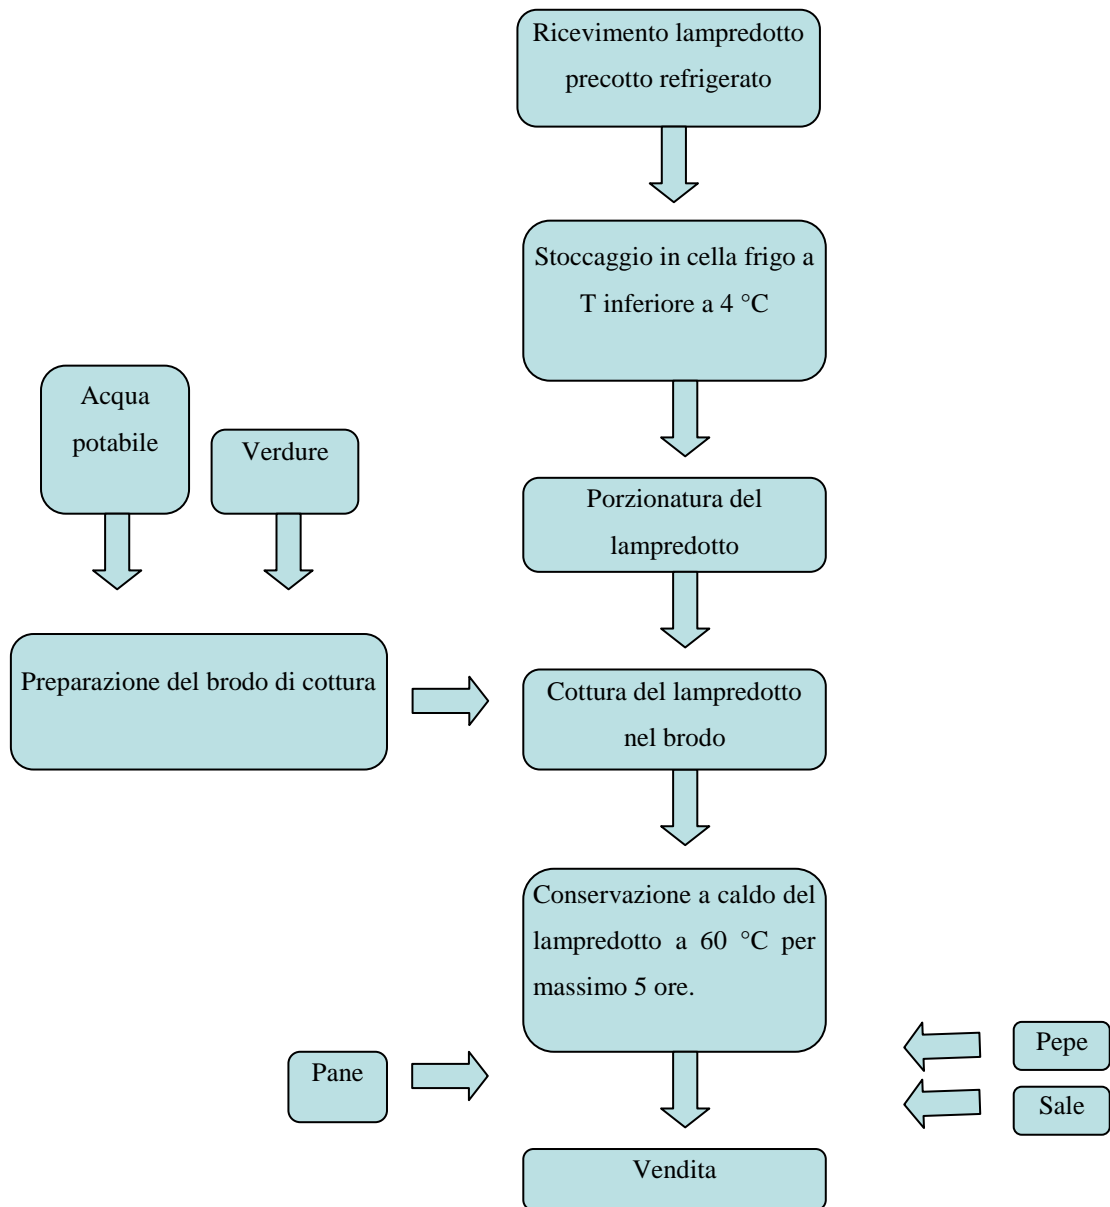 Ricevimento lampredotto
precotto refrigerato
Stoccaggio in cella frigo a
T inferiore a 4 °C
Acqua
potabile
Verdure
Porzionatura del
lampredotto
Preparazione del brodo di cottura
Cottura del lampredotto
nel brodo
Conservazione a caldo del
lampredotto a 60 °C per
massimo 5 ore.
Pane
Pepe
Sale
Vendita